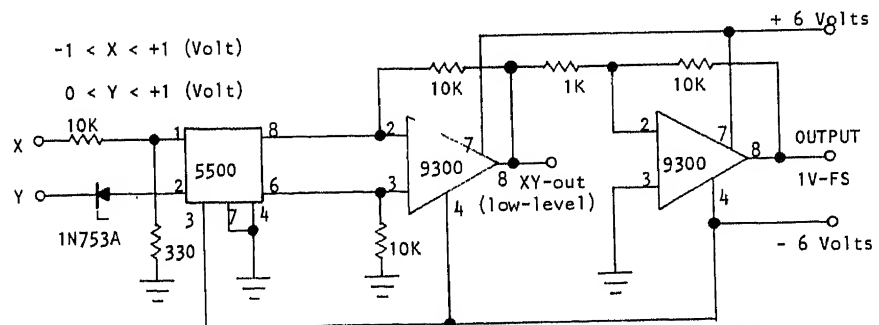 -1 < X < +1 (Volt)
0 < Y < +1 (Volt)
+ 6 Volts
10K
1K
10K
10K
X
1
8
2
7
2
7
5500
9300
8
9300
8
OUTPUT
1V-FS
Y
2
6
3
XY-out
(low-level)
3
4
3
7
4
4
1N753A
330
10K
- 6 Volts